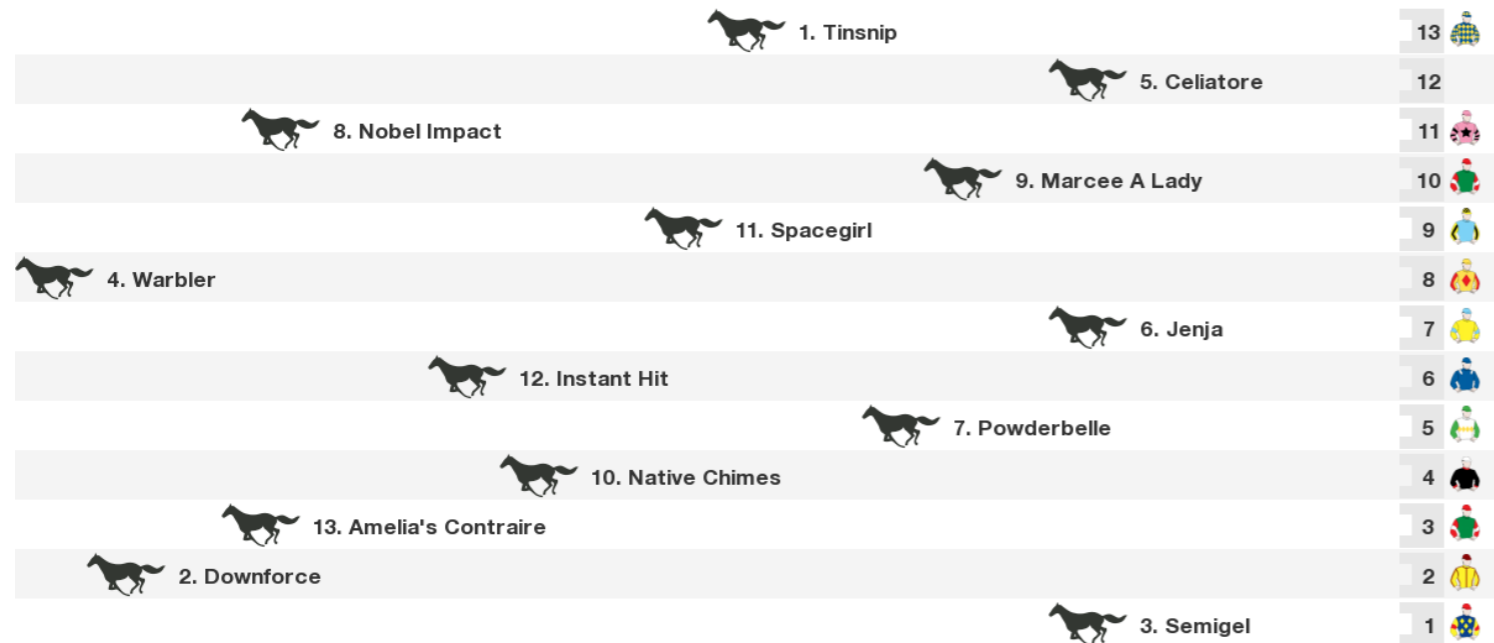 1. Tinsnip 13
5. Celiatore 12
8. Nobel Impact 11
9. Marcee A Lady 10
11. Spacegirl 9
4. Warbler 8
6. Jenja 7
12. Instant Hit 6
7. Powderbelle 5
10. Native Chimes 4
13. Amelia's Contraire 3
2. Downforce 2
3. Semigel 1